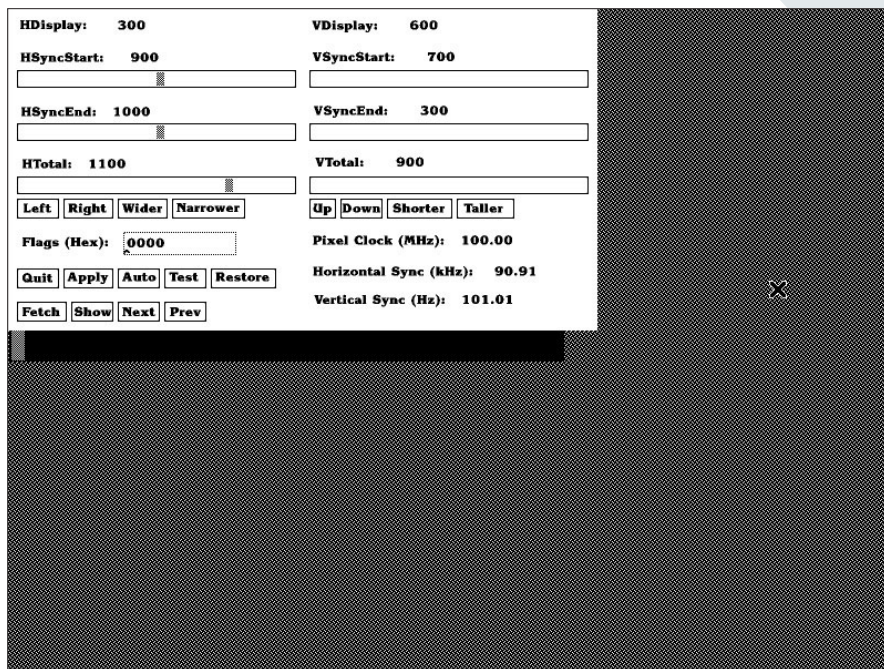 HDisplay: 300 VDisplay: 600
HSyncStart: 900 VSyncStart: 700
HSyncEnd: 1000 VSyncEnd: 300
HTotal: 1100 VTotal: 900
Left Right Wider Narrower Up Down Shorter Taller
Flags (Hex): 0000 Pixel Clock (MHz): 100.00
Quit Apply Auto Test Restore Horizontal Sync (kHz): 90.91
Fetch Show Next Prev Vertical Sync (Hz): 101.01